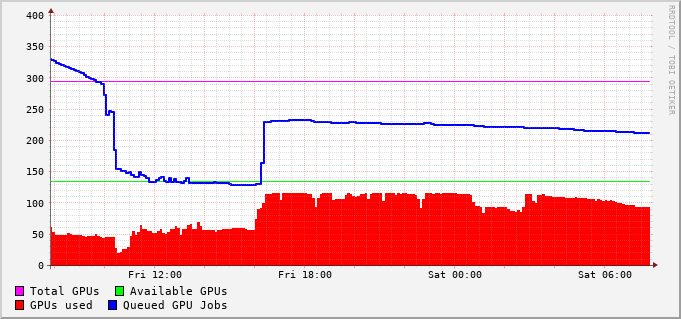 400
350
300
250
200
150
100
50
0
Fri 12:00 Fri 18:00 Sat 00:00 Sat 06:00
Total GPUs Available GPUs
GPUs used Queued GPU Jobs
RRDTOOL / TOBI OETIKER